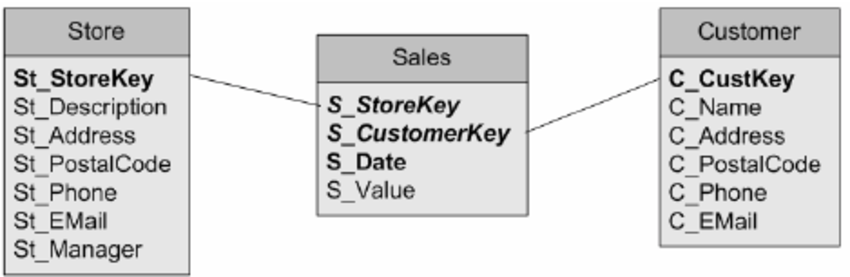 Store
St_StoreKey
St_Description
St_Address
St_PostalCode
St_Phone
St_EMail
St_Manager
Sales
S_StoreKey
S_CustomerKey
S_Date
S_Value
Customer
C_CustKey
C_Name
C_Address
C_PostalCode
C_Phone
C_EMail